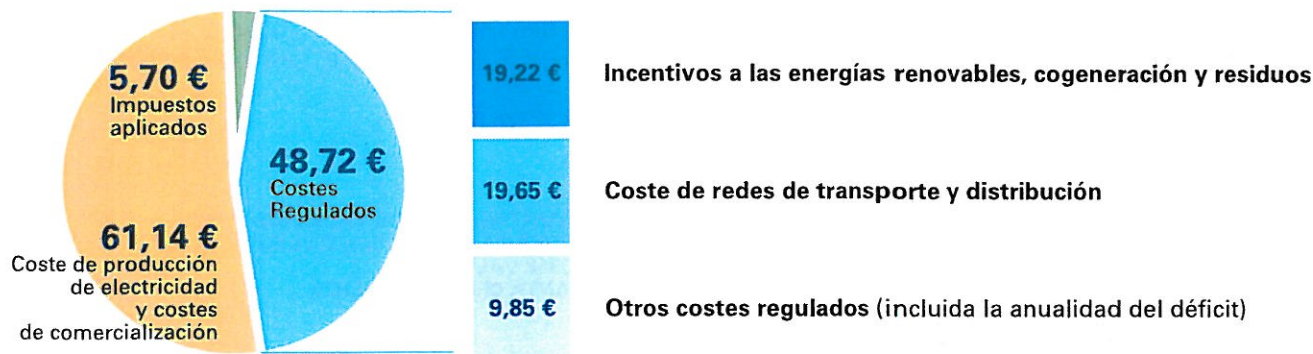 5,70 €
Impuestos
aplicados
48,72 €
Costes
Regulados
61,14 €
Coste de producción
de electricidad
y costes
de comercialización
19,22 €
Incentivos a las energías renovables, cogeneración y residuos
19,65 €
Coste de redes de transporte y distribución
9,85 €
Otros costes regulados (incluida la anualidad del déficit)